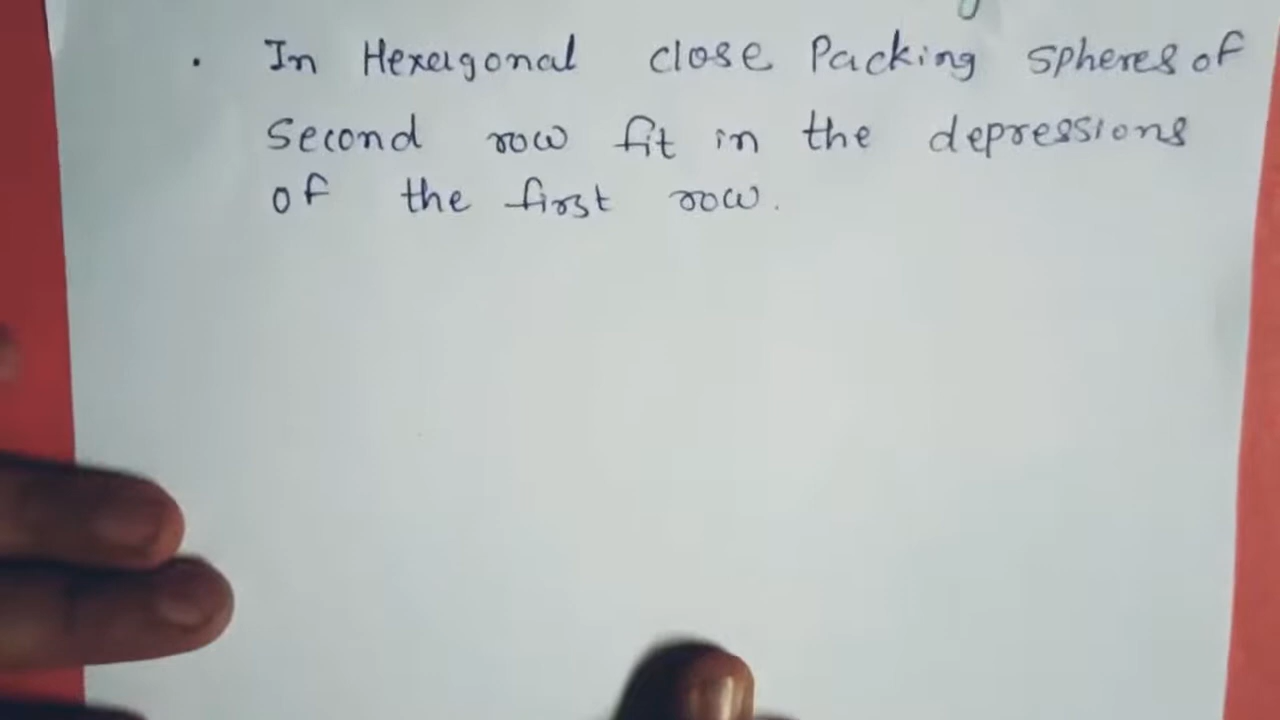 . In Hexagonal close Packing spheres of
Second row fit in the depressions
of the first row.